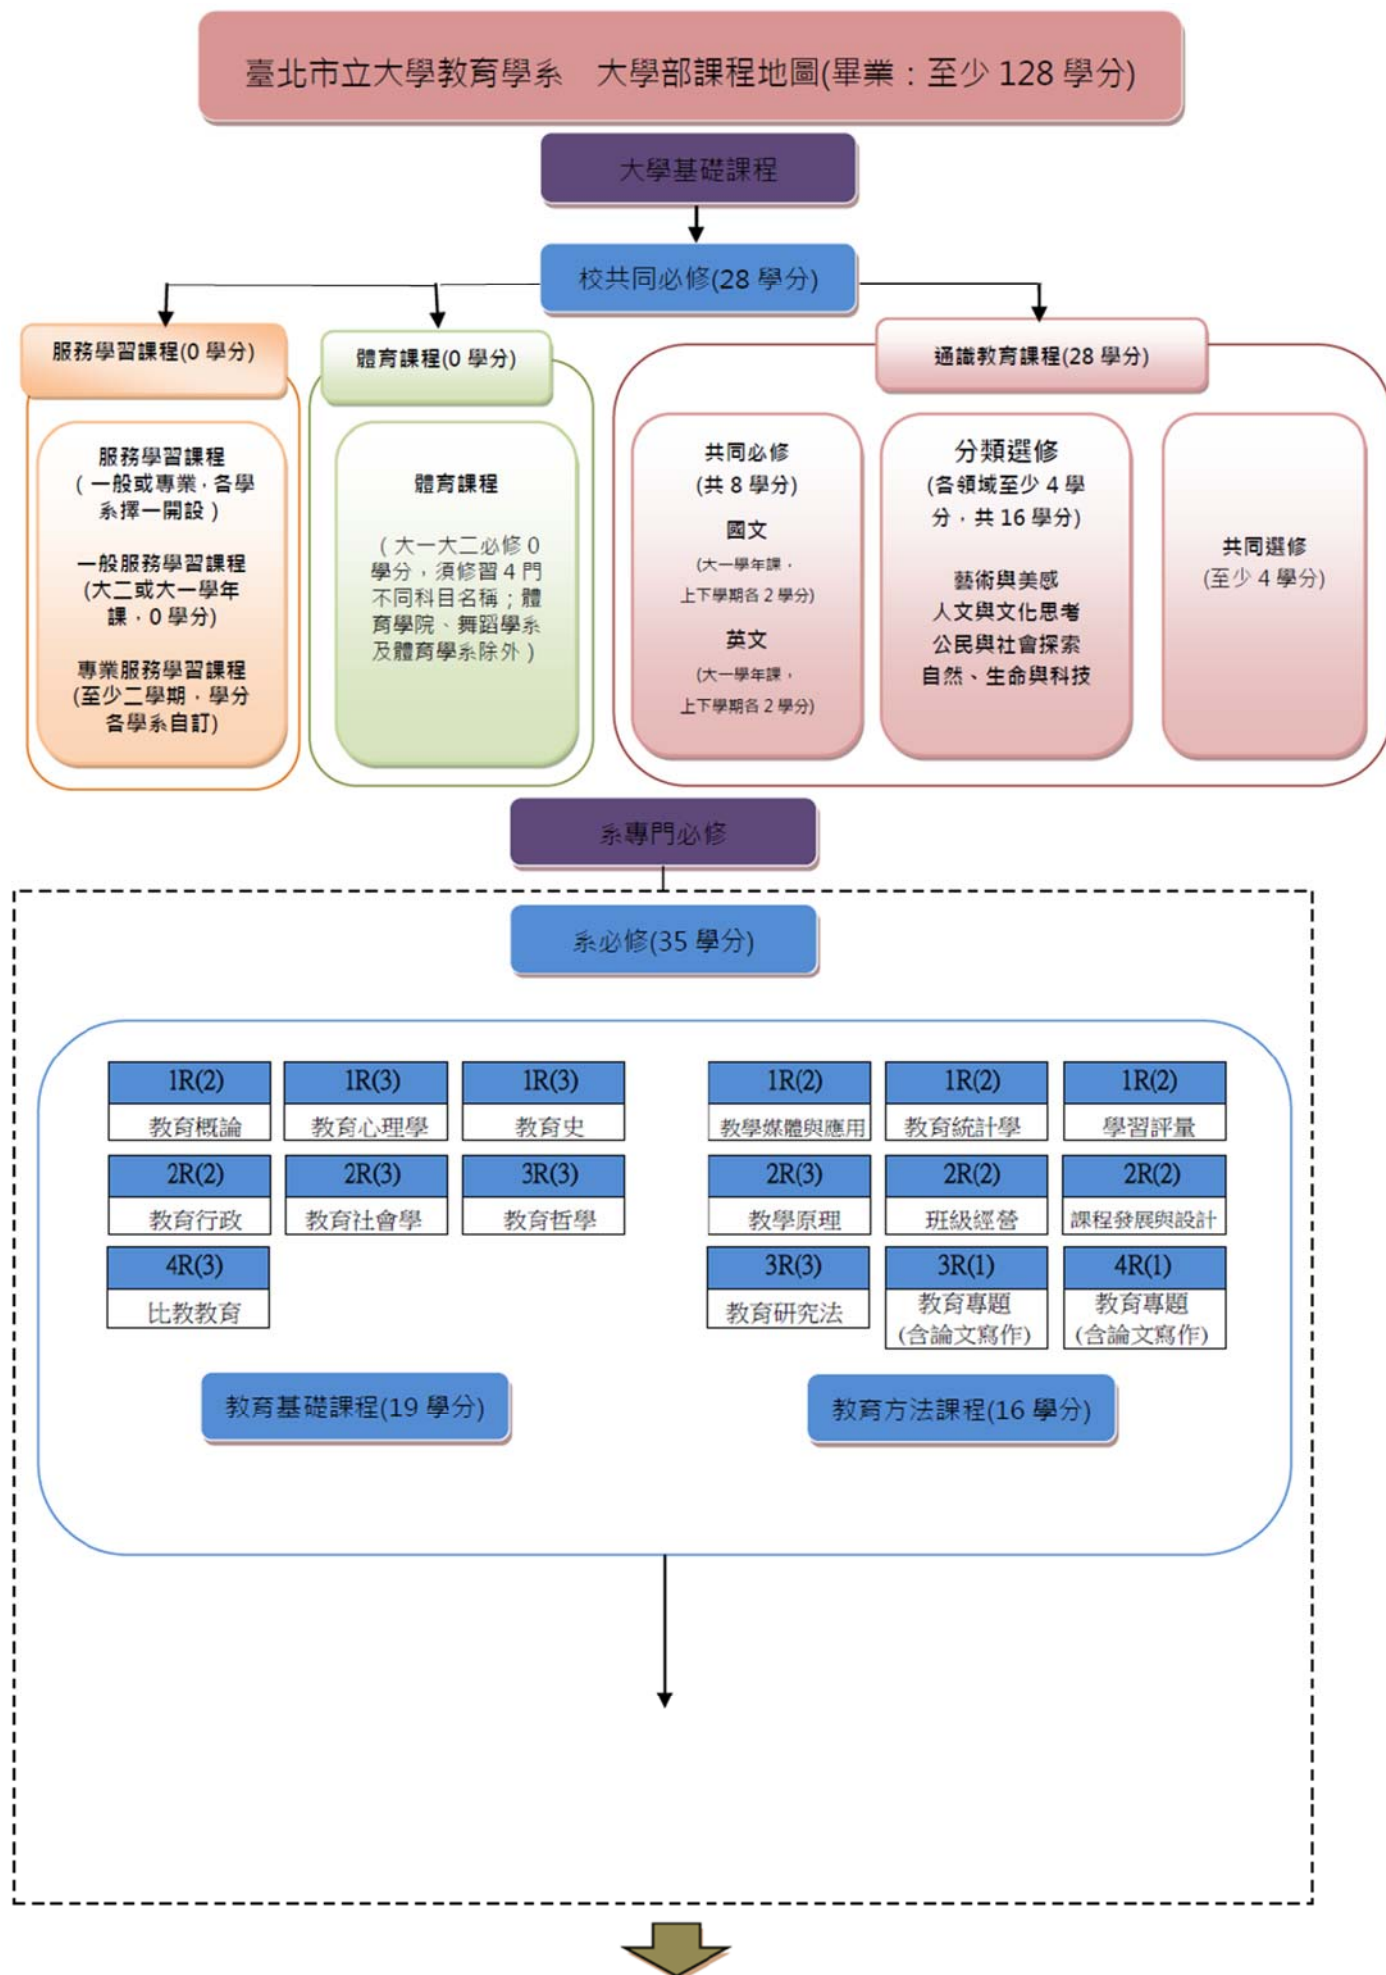 臺北市立大學教育學系 大學部課程地圖(畢業：至少 128 學分)
大學基礎課程
校共同必修(28 學分)
服務學習課程(0 學分)
服務學習課程
（一般或專業，各學
系擇一開設）
一般服務學習課程
(大二或大一學年
課，0 學分)
專業服務學習課程
(至少二學期，學分
各學系自訂)
體育課程(0 學分)
體育課程
（大一大二必修 0
學分，須修習 4 門
不同科目名稱；體
育學院、舞蹈學系
及體育學系除外）
通識教育課程(28 學分)
共同必修
(共 8 學分)
國文
(大一學年課，
上下學期各 2 學分)
英文
(大一學年課，
上下學期各 2 學分)
分類選修
(各領域至少 4 學
分，共 16 學分)
藝術與美感
人文與文化思考
公民與社會探索
自然、生命與科技
共同選修
(至少 4 學分)
系專門必修
系必修(35 學分)
1R(2)
教育概論
1R(3)
教育心理學
1R(3)
教育史
2R(2)
教育行政
2R(3)
教育社會學
3R(3)
教育哲學
4R(3)
比教教育
教育基礎課程(19 學分)
1R(2)
教學媒體與應用
1R(2)
教育統計學
1R(2)
學習評量
2R(3)
教學原理
2R(2)
班級經營
2R(2)
課程發展與設計
3R(3)
教育研究法
3R(1)
教育專題
(含論文寫作)
4R(1)
教育專題
(含論文寫作)
教育方法課程(16 學分)